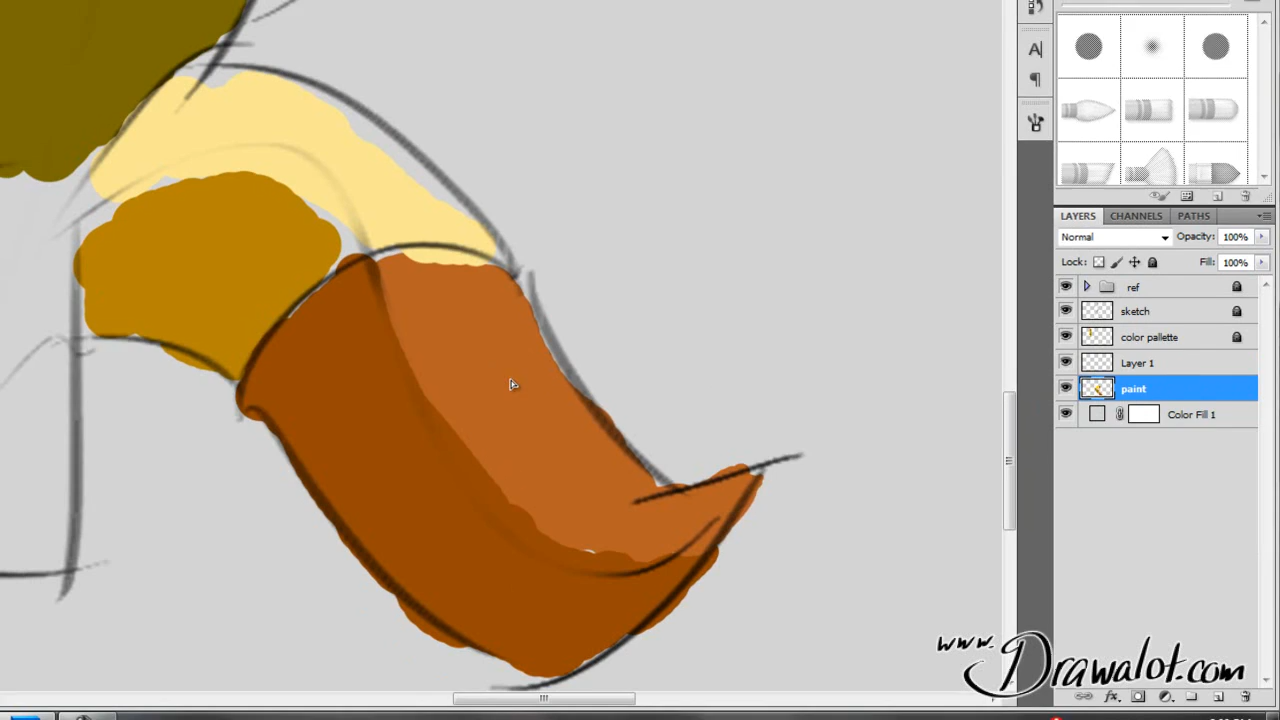 A|
¶
LAYERS CHANNELS PATHS
Normal Opacity: 100%
Lock: Fill: 100%
ref
sketch
color pallette
Layer 1
paint
Color Fill 1
fx
www.Drawalot.com